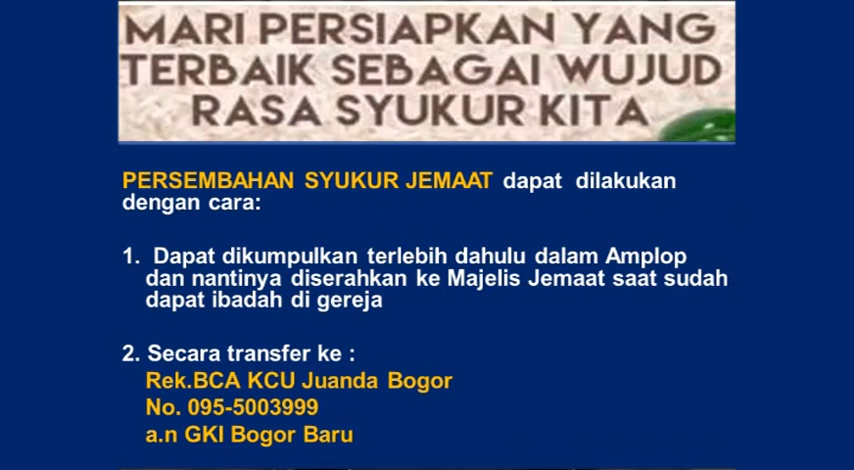 MARI PERSIAPKAN YANG
TERBAIK SEBAGAI WUJUD
RASA SYUKUR KITA
PERSEMBAHAN SYUKUR JEMAAT dapat dilakukan
dengan cara:
1. Dapat dikumpulkan terlebih dahulu dalam Amplop
dan nantinya diserahkan ke Majelis Jemaat saat sudah
dapat ibadah di gereja
2. Secara transfer ke :
Rek.BCA KCU Juanda Bogor
No. 095-5003999
a.n GKI Bogor Baru